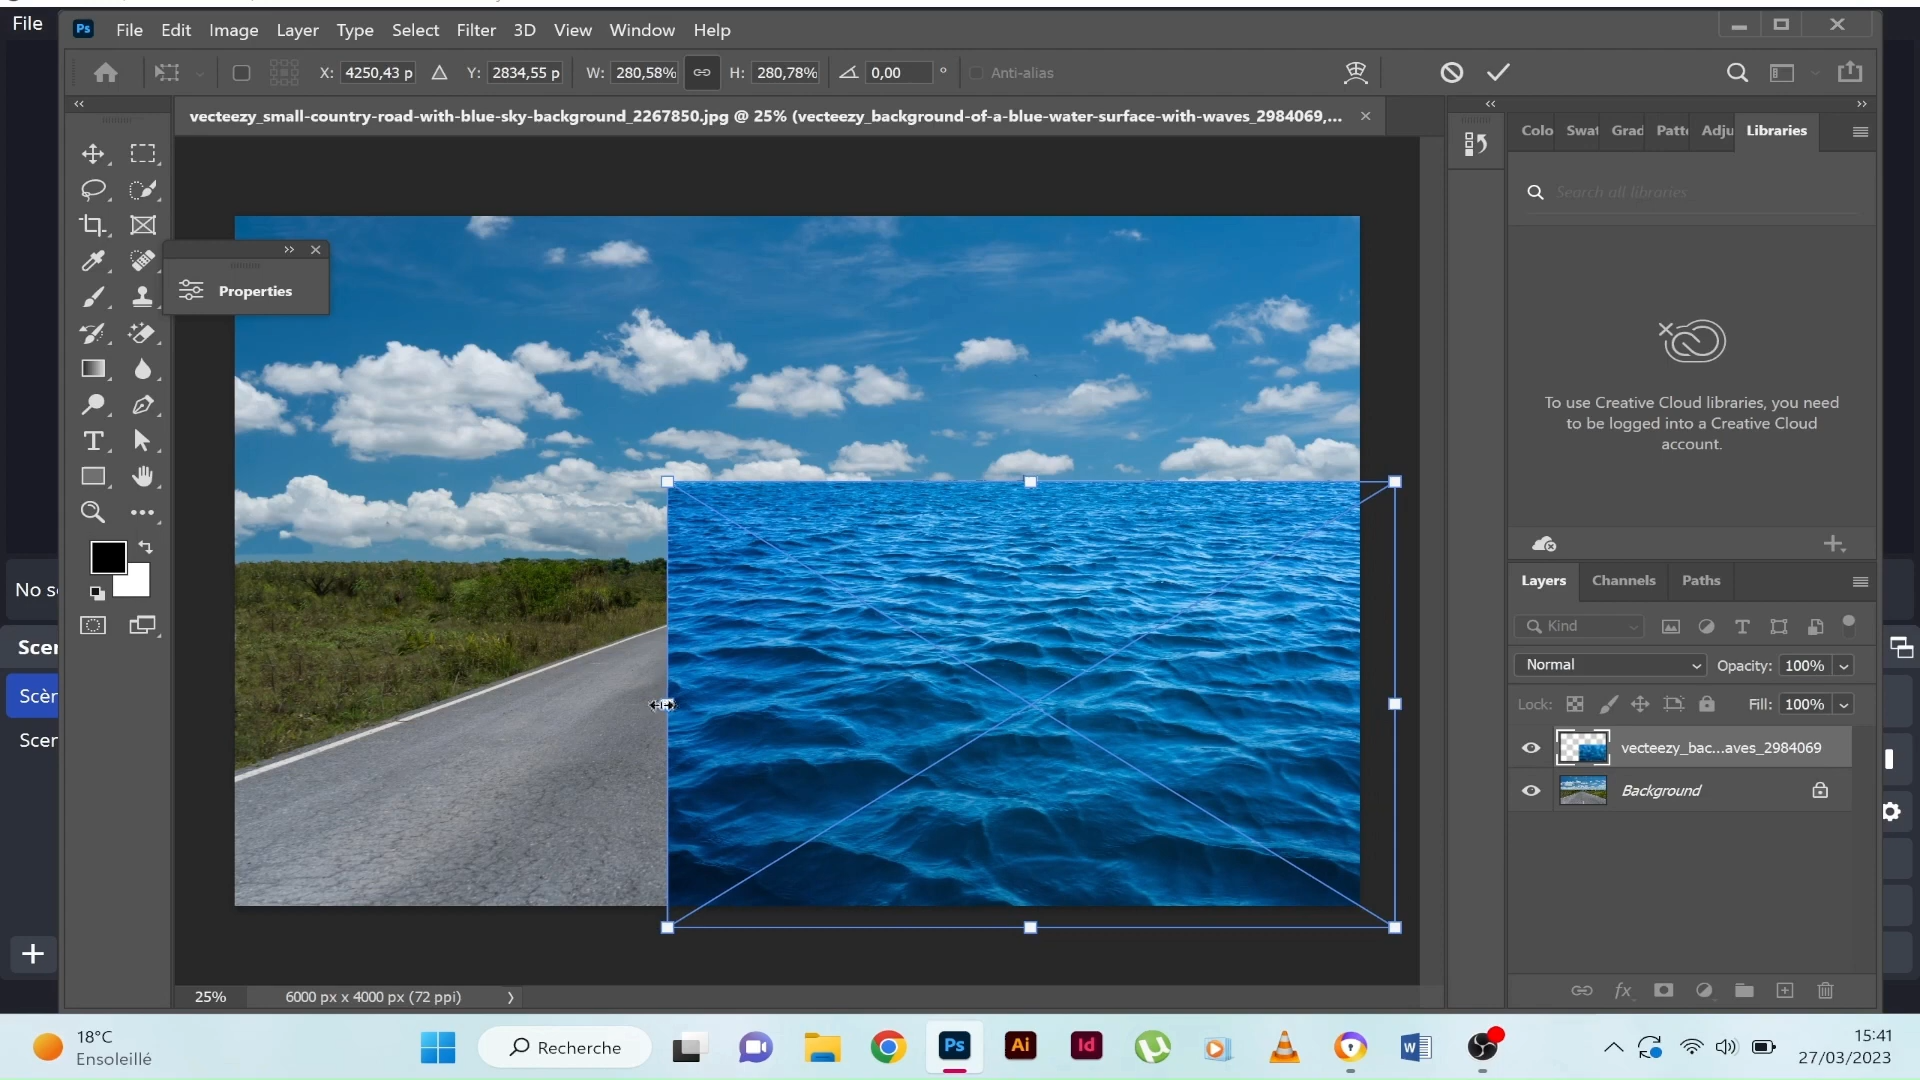 File
Ps File Edit Image Layer Type Select Filter 3D View Window Help
X: 4250,43 p Y: 2834,55 p W: 280,58% H: 280,78% 0,00 ° Anti-alias
vecteezy_small-country-road-with-blue-sky-background_2267850.jpg @ 25% (vecteezy_background-of-a-blue-water-surface-with-waves_2984069,... ×
Colo Swat Grad Patt Adju Libraries
Search all libraries
Properties
To use Creative Cloud libraries, you need
to be logged into a Creative Cloud
account.
Layers Channels Paths
No s
Kind
Scer
Normal Opacity: 100%
Scèr
Lock: Fill: 100%
Scer
vecteezy_bac...aves_2984069
Background
25% 6000 px x 4000 px (72 ppi)
fx
18°C
Ensoleillé
Recherche
Ps Ai Id W
15:41
27/03/2023